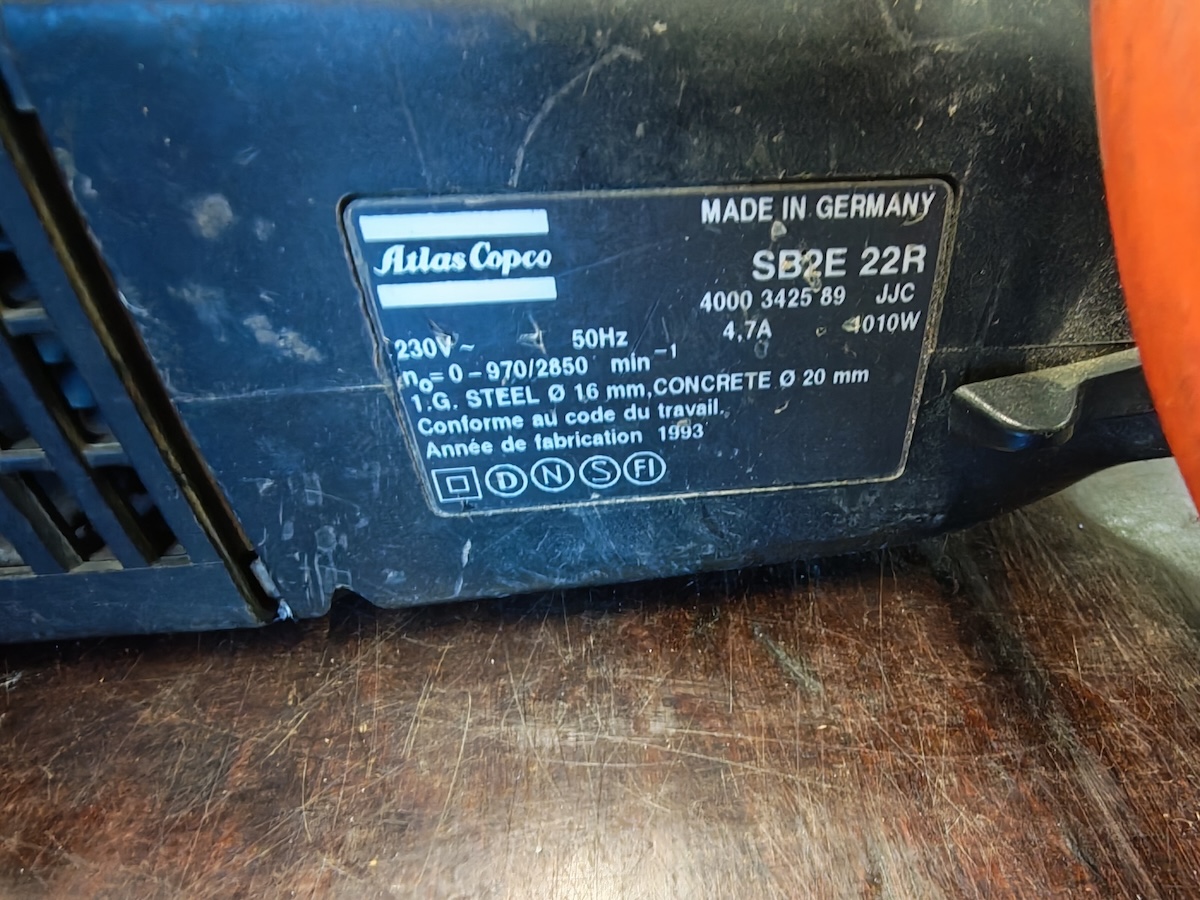 Atlas Copco
MADE IN GERMANY
SB2E 22R
4000 3425 89 JJC
230V~ 50Hz 4,7A 1010W
n₀=0-970/2850 min⁻¹
1.G. STEEL Ø 16 mm,CONCRETE Ø 20 mm
Conforme au code du travail.
Année de fabrication 1993
D N S FI